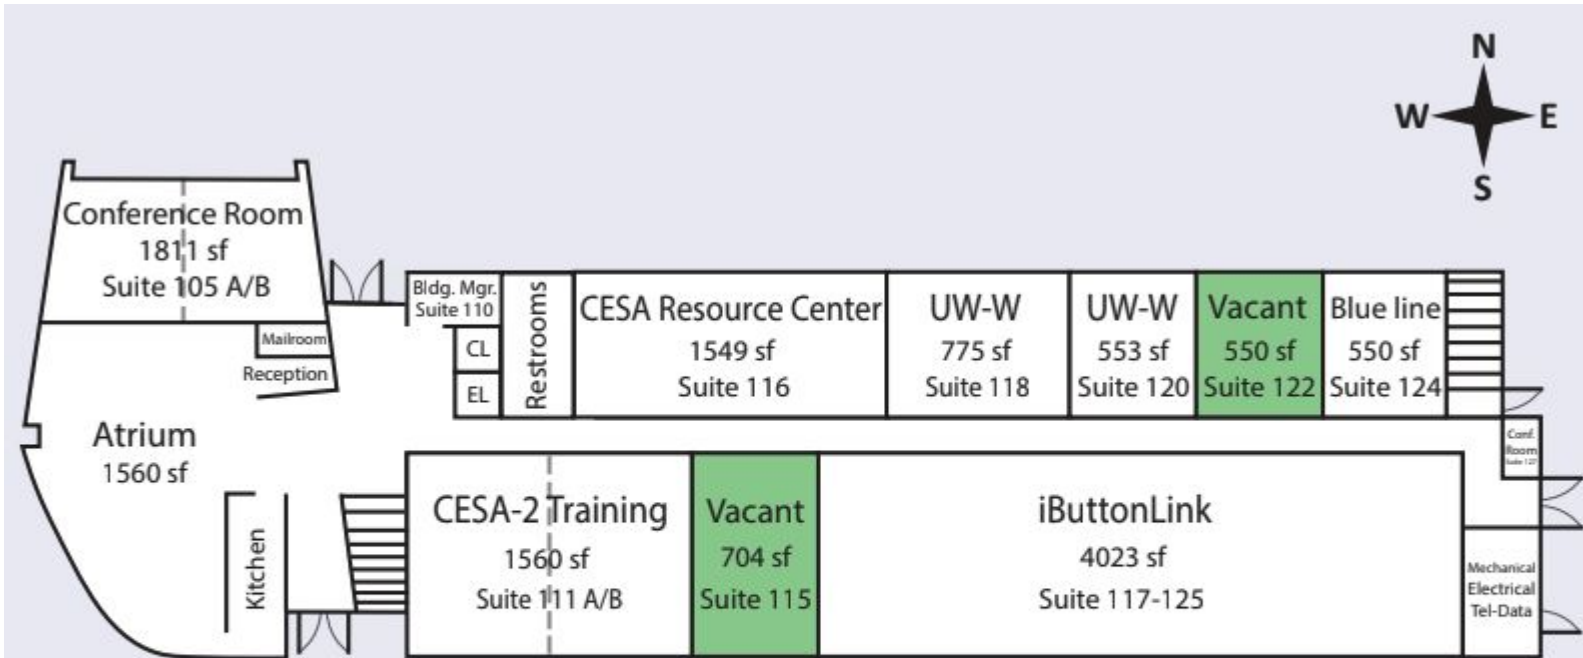 N
W
E
S
Conference Room
1811 sf
Suite 105 A/B
Mailroom
Reception
Atrium
1560 sf
Kitchen
Bldg. Mgr.
Suite 110
CL
EL
Restrooms
CESA Resource Center
1549 sf
Suite 116
UW-W
775 sf
Suite 118
UW-W
553 sf
Suite 120
Vacant
550 sf
Suite 122
Blue line
550 sf
Suite 124
Conf.
Room
Suite 127
CESA-2 Training
1560 sf
Suite 111 A/B
Vacant
704 sf
Suite 115
iButtonLink
4023 sf
Suite 117-125
Mechanical
Electrical
Tel-Data